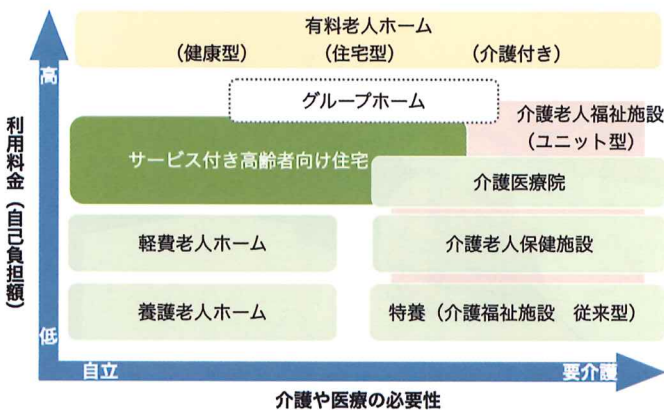 有料老人ホーム
（健康型）　（住宅型）　（介護付き）
高
グループホーム
介護老人福祉施設
（ユニット型）
サービス付き高齢者向け住宅
介護医療院
利用料金（自己負担額）
軽費老人ホーム
介護老人保健施設
養護老人ホーム
特養（介護福祉施設　従来型）
低
自立
要介護
介護や医療の必要性